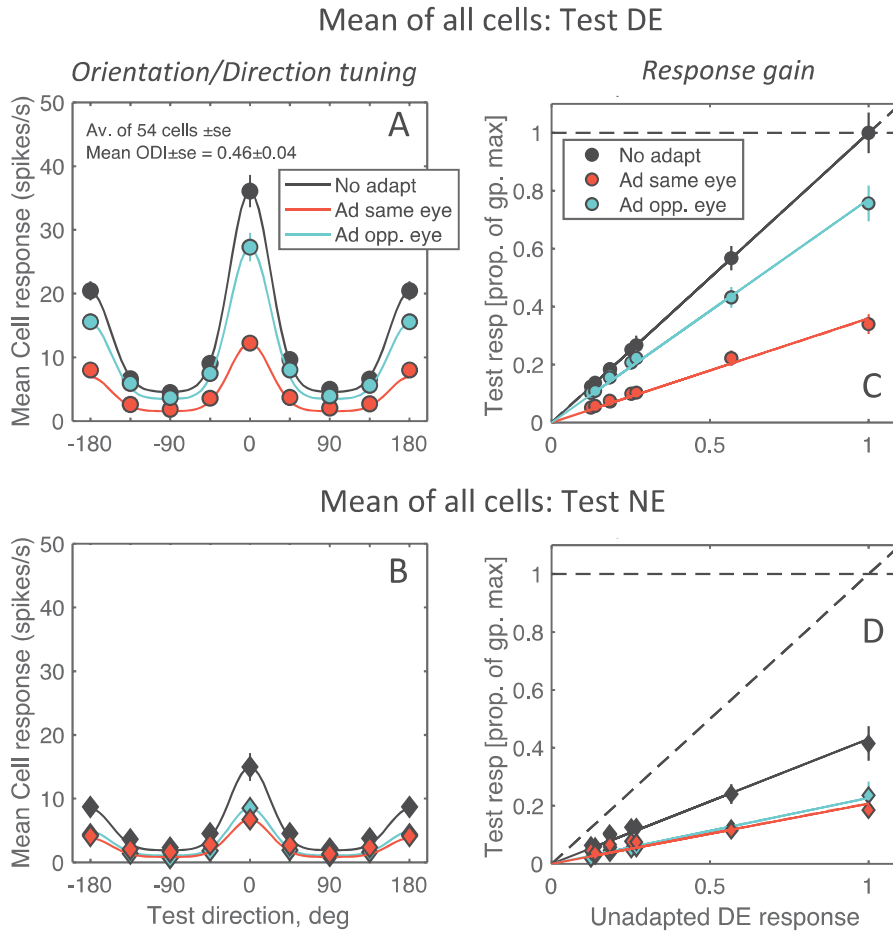 Mean of all cells: Test DE
Orientation/Direction tuning
Response gain
50
40
30
20
10
0
Mean Cell response (spikes/s)
Av. of 54 cells ±se
Mean ODI±se = 0.46±0.04
A
No adapt
Ad same eye
Ad opp. eye
-180
-90
0
90
180
1
0.8
0.6
0.4
0.2
0
Test resp [prop. of gp. max]
No adapt
Ad same eye
Ad opp. eye
C
0
0.5
1
Mean of all cells: Test NE
50
40
30
20
10
0
Mean Cell response (spikes/s)
B
-180
-90
0
90
180
Test direction, deg
1
0.8
0.6
0.4
0.2
0
Test resp [prop. of gp. max]
D
0
0.5
1
Unadapted DE response